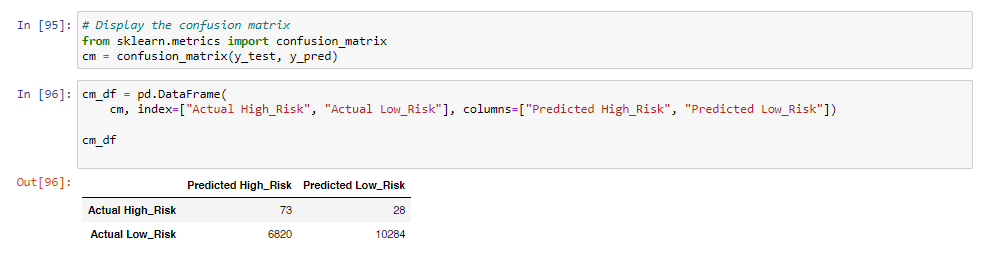 In [95]: # Display the confusion matrix
from sklearn.metrics import confusion_matrix
cm = confusion_matrix(y_test, y_pred)
In [96]: cm_df = pd.DataFrame(
cm, index=["Actual High_Risk", "Actual Low_Risk"], columns=["Predicted High_Risk", "Predicted Low_Risk"])
cm_df
Out[96]:
Predicted High_Risk Predicted Low_Risk
Actual High_Risk 73 28
Actual Low_Risk 6820 10284